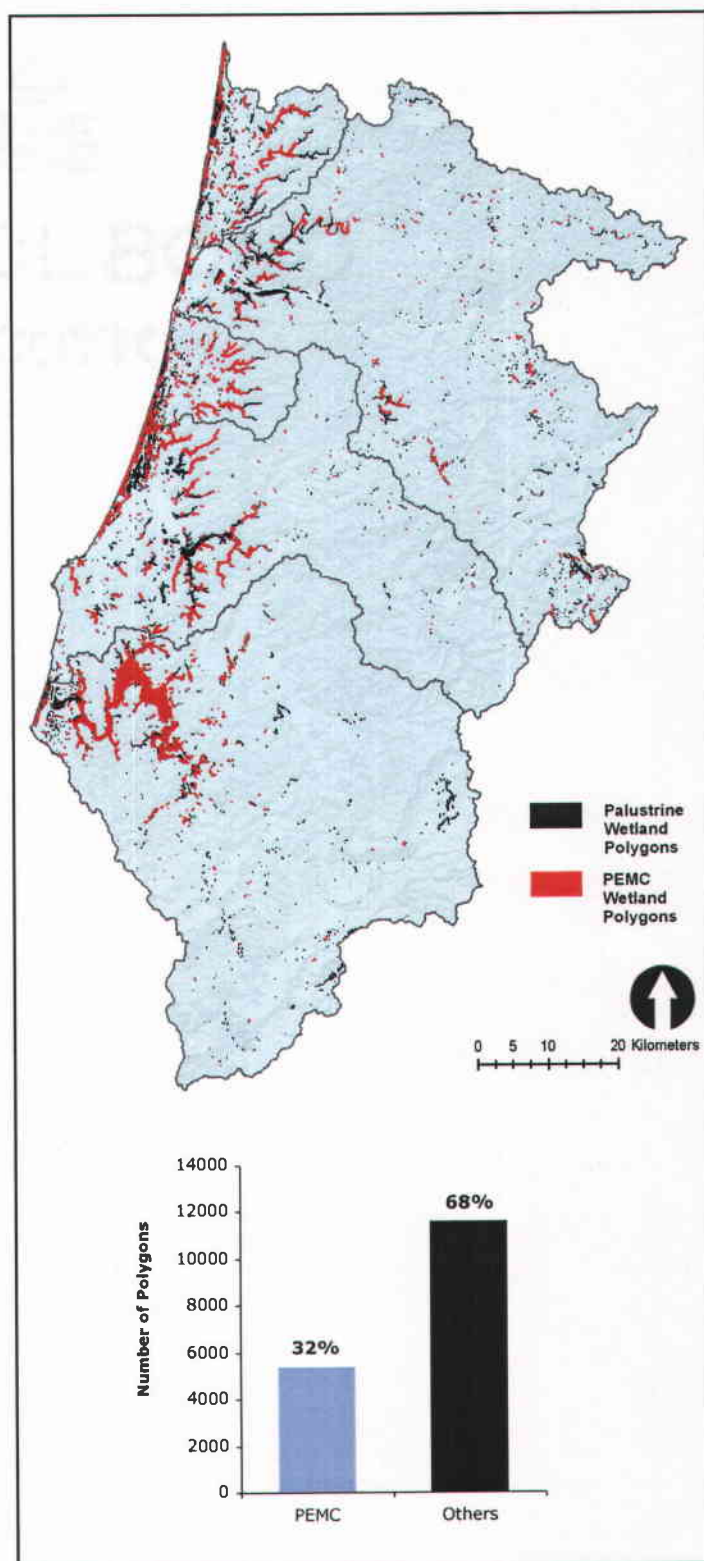 Palustrine
Wetland
Polygons
PEMC
Wetland
Polygons
0 5 10 20 Kilometers
14000
12000
10000
8000
6000
4000
2000
0
Number of Polygons
32%
68%
PEMC Others